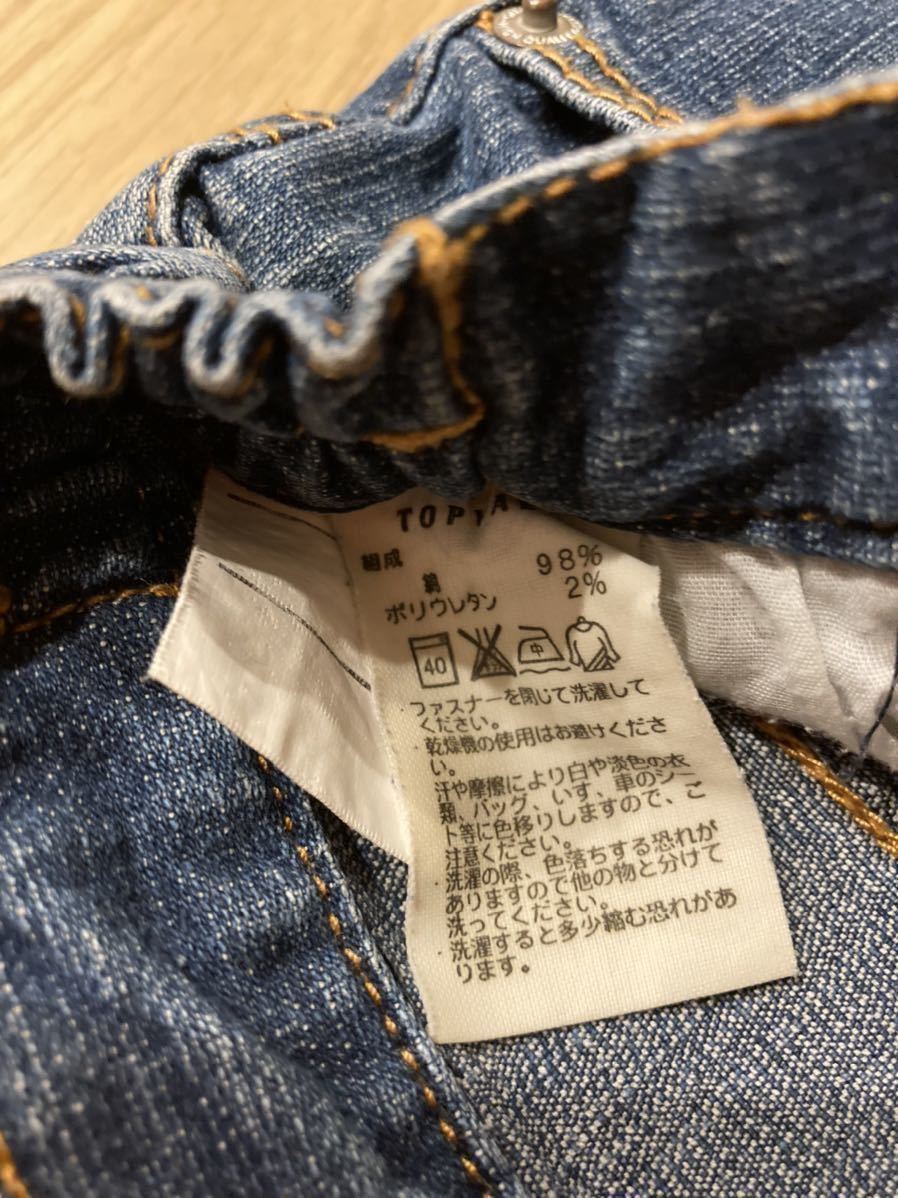 組成
綿 98%
ポリウレタン 2%
40 中
・ファスナーを閉じて洗濯して
ください。
・乾燥機の使用はお避けくださ
い。
汗や摩擦により白や淡色の衣
類、バッグ、いす、車のシー
ト等に色移りしますので、ご
注意ください。
・洗濯の際、色落ちする恐れが
ありますので他の物と分けて
洗ってください。
・洗濯すると多少縮む恐れがあ
ります。